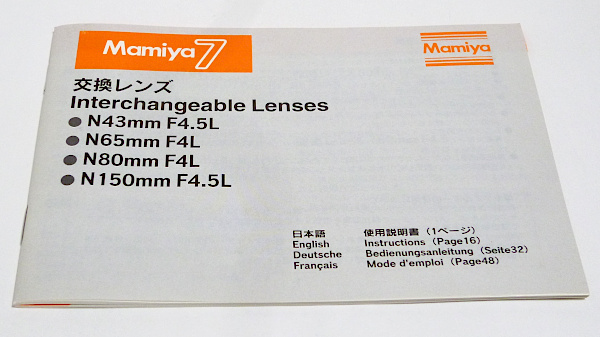 Mamiya 7
Mamiya
交換レンズ
Interchangeable Lenses
● N43mm F4.5L
● N65mm F4L
● N80mm F4L
● N150mm F4.5L
日本語 使用説明書 (1ページ)
English Instructions (Page16)
Deutsche Bedienungsanleitung (Seite32)
Français Mode d'emploi (Page48)